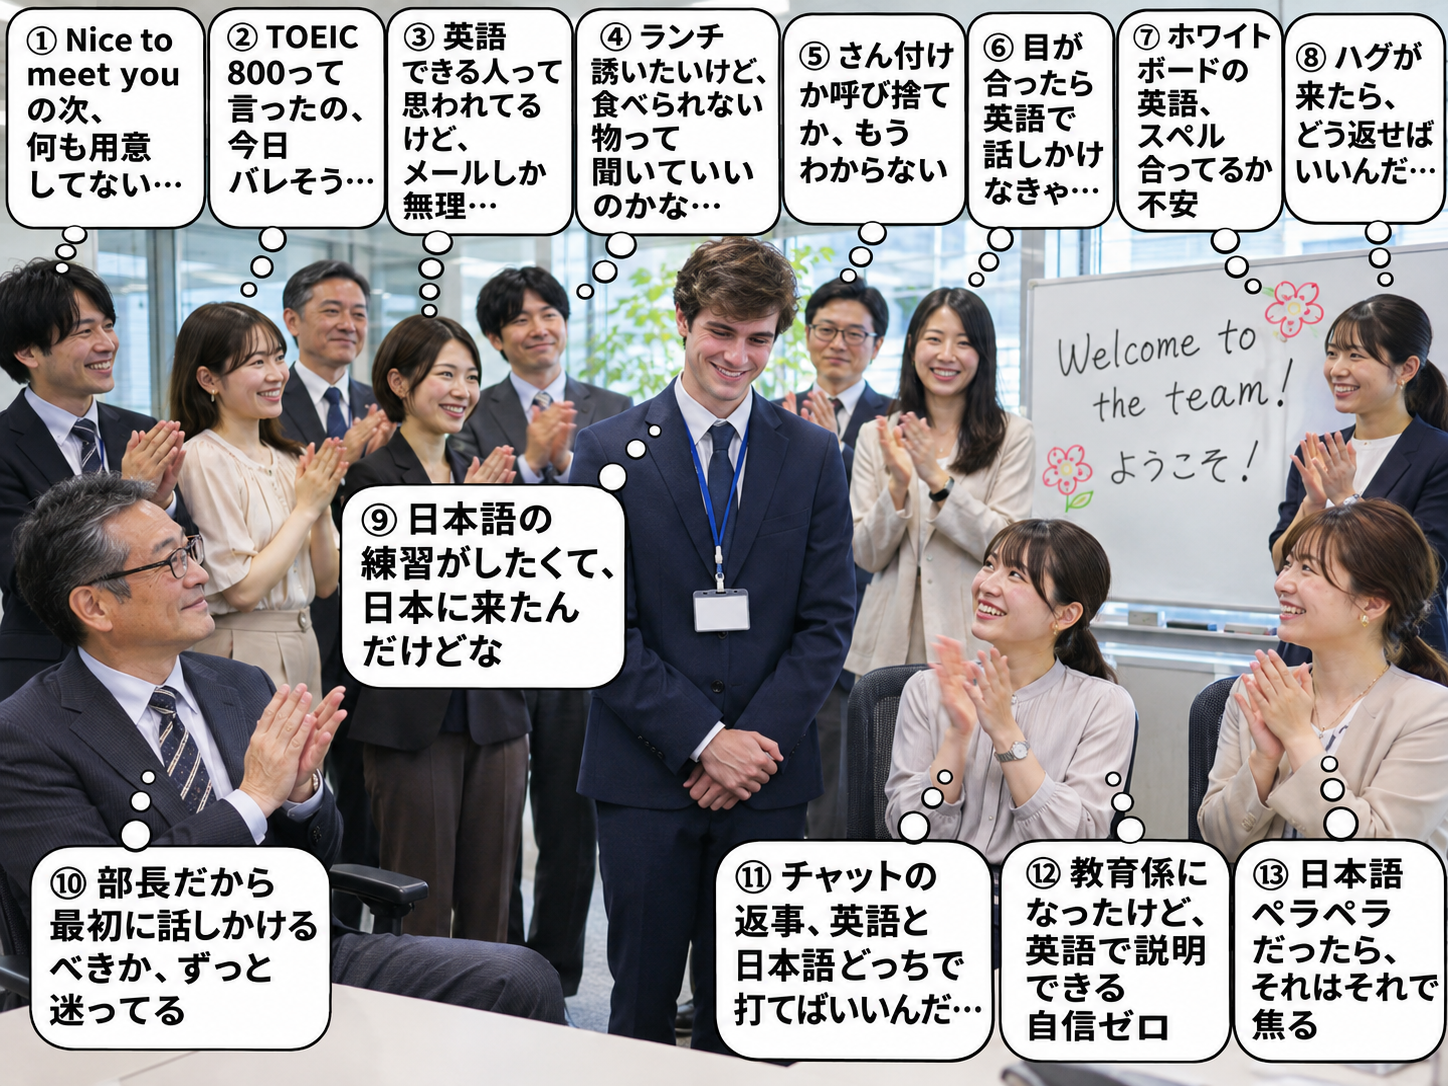 ① Nice to
meet you
の次、
何も用意
してない…
② TOEIC
800って
言ったの、
今日
バレそう…
③ 英語
できる人って
思われてる
けど、
メールしか
無理…
④ ランチ
誘いたいけど、
食べられない
物って
聞いていい
のかな…
⑤ さん付け
か呼び捨て
か、もう
わからない
⑥ 目が
合ったら
英語で
話しかけ
なきゃ…
⑦ ホワイト
ボードの
英語、
スペル
合ってるか
不安
⑧ ハグが
来たら、
どう返せば
いいんだ…
Welcome to
the team!
ようこそ!
⑨ 日本語の
練習がしたくて、
日本に来たん
だけどな
⑩ 部長だから
最初に話しかける
べきか、ずっと
迷ってる
⑪ チャットの
返事、英語と
日本語どっちで
打てばいいんだ…
⑫ 教育係に
なったけど、
英語で説明
できる
自信ゼロ
⑬ 日本語
ペラペラ
だったら、
それはそれで
焦る